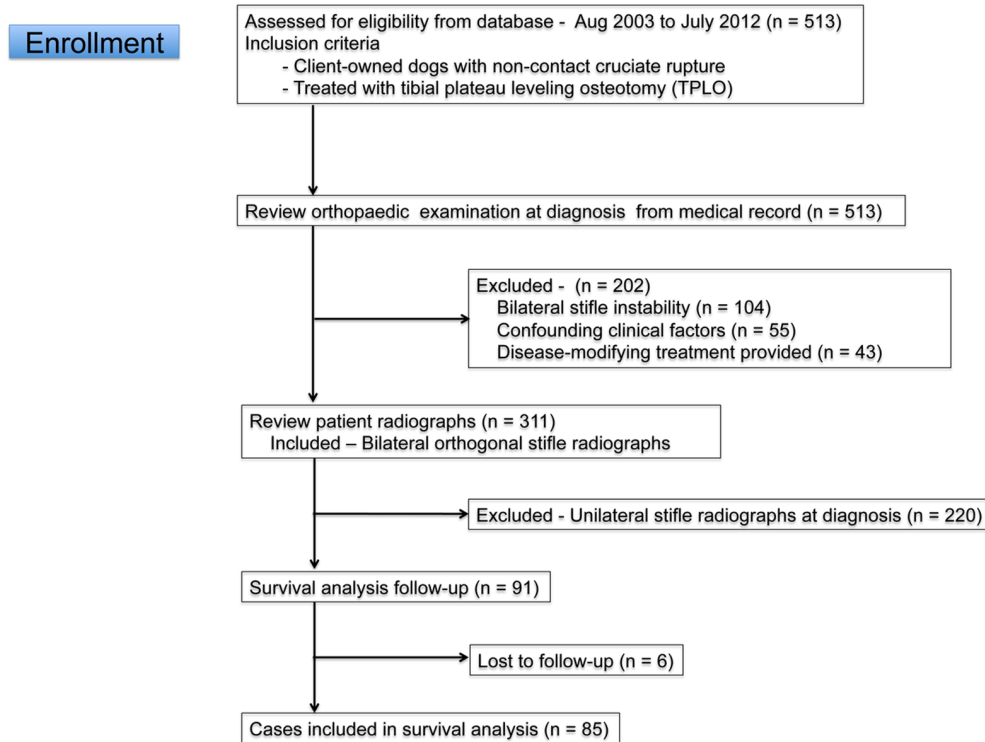 Enrollment
Assessed for eligibility from database - Aug 2003 to July 2012 (n = 513)
Inclusion criteria
- Client-owned dogs with non-contact cruciate rupture
- Treated with tibial plateau leveling osteotomy (TPLO)
Review orthopaedic examination at diagnosis from medical record (n = 513)
Excluded - (n = 202)
Bilateral stifle instability (n = 104)
Confounding clinical factors (n = 55)
Disease-modifying treatment provided (n = 43)
Review patient radiographs (n = 311)
Included – Bilateral orthogonal stifle radiographs
Excluded - Unilateral stifle radiographs at diagnosis (n = 220)
Survival analysis follow-up (n = 91)
Lost to follow-up (n = 6)
Cases included in survival analysis (n = 85)